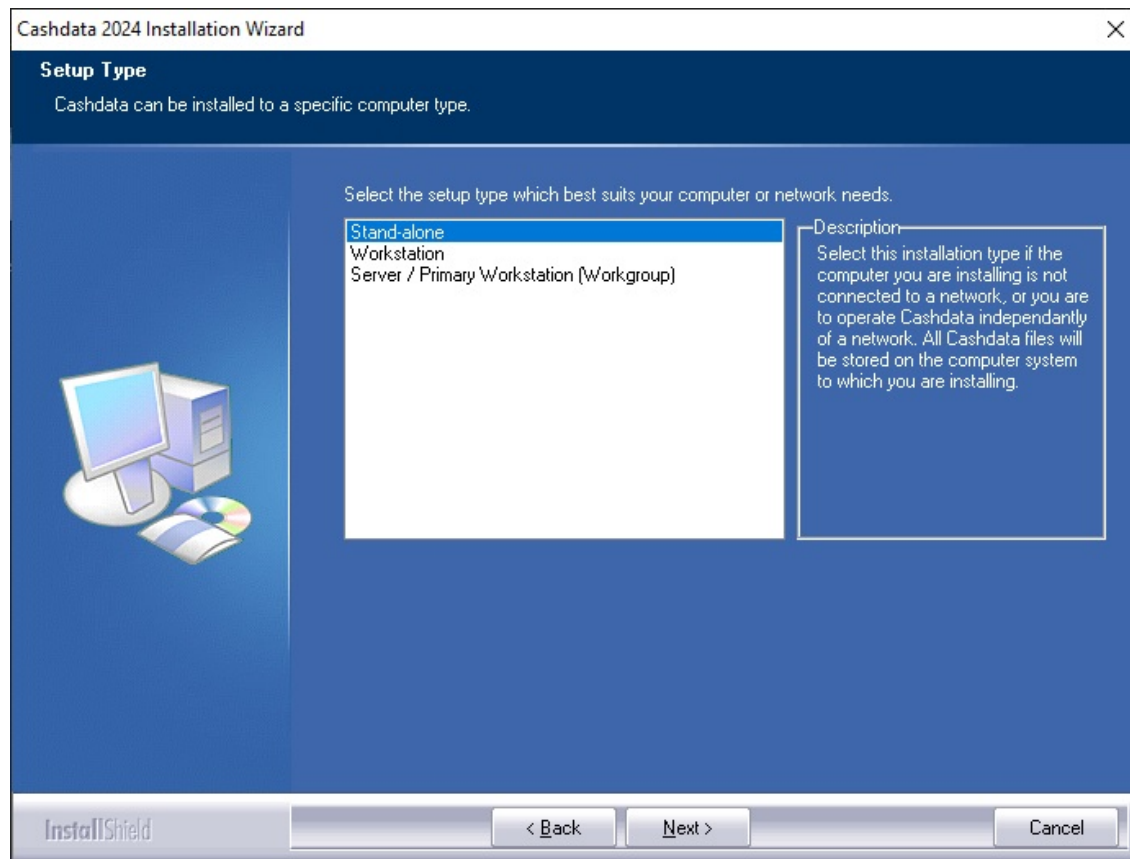 Cashdata 2024 Installation Wizard
Setup Type
Cashdata can be installed to a specific computer type.
Select the setup type which best suits your computer or network needs.
Stand-alone
Workstation
Server / Primary Workstation (Workgroup)
Description
Select this installation type if the
computer you are installing is not
connected to a network, or you are
to operate Cashdata independantly
of a network. All Cashdata files will
be stored on the computer system
to which you are installing.
InstallShield
< Back
Next >
Cancel